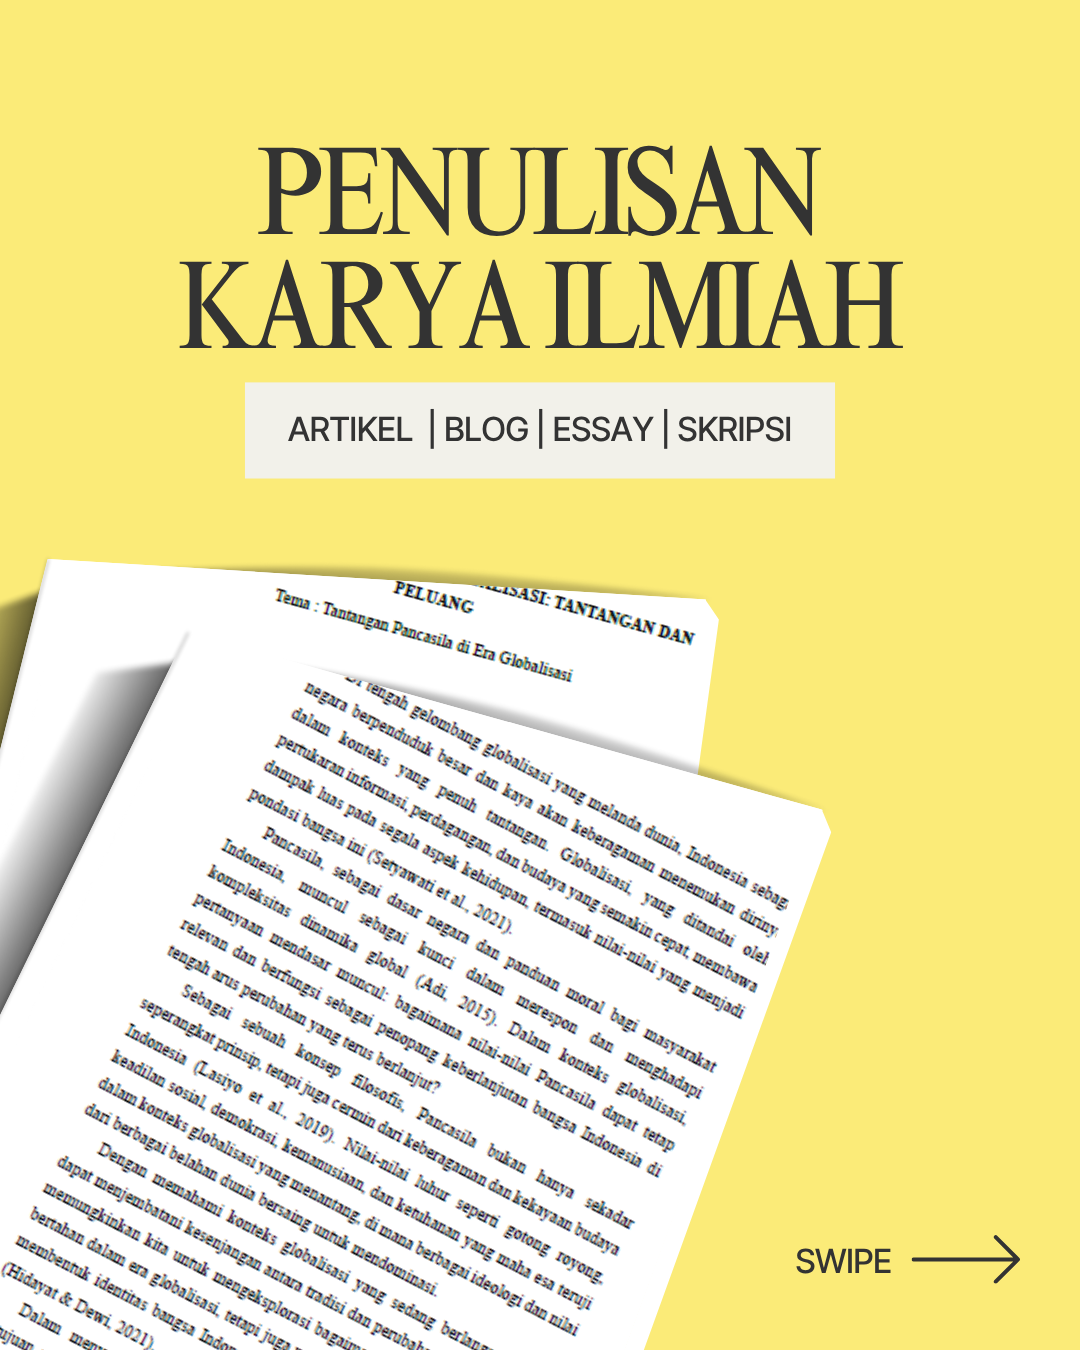 PENULISAN
KARYA ILMIAH
ARTIKEL | BLOG | ESSAY | SKRIPSI
TANTANGAN DAN
PELUANG
Tema : Tantangan Pancasila di Era Globalisasi
Di tengah gelombang globalisasi yang melanda dunia, Indonesia
negara berpenduduk besar dan kaya akan keberagaman menemukan
dalam konteks yang penuh tantangan. Globalisasi, yang ditandai oleh
pertukaran informasi, perdagangan, dan budaya yang semakin cepat, membawa
dampak luas pada segala aspek kehidupan, termasuk nilai-nilai yang menjadi
pondasi bangsa ini (Setyawati et al., 2021).
Pancasila, sebagai dasar negara dan panduan moral bagi masyarakat
Indonesia, muncul sebagai kunci dalam merespon dan menghadapi
kompleksitas dinamika global (Adi, 2015). Dalam konteks globalisasi,
pertanyaan mendasar muncul: bagaimana nilai-nilai Pancasila dapat tetap
relevan dan berfungsi sebagai penopang keberlanjutan bangsa Indonesia di
tengah arus perubahan yang terus berlanjut?
Sebagai sebuah konsep filosofis, Pancasila bukan hanya sekadar
seperangkat prinsip, tetapi juga cermin dari keberagaman dan kekayaan budaya
Indonesia (Lasiyo et al., 2019). Nilai-nilai luhur seperti gotong royong,
keadilan sosial, demokrasi, kemanusiaan, dan ketuhanan yang maha esa teruji
dalam konteks globalisasi yang menantang, di mana berbagai ideologi dan nilai
dari berbagai belahan dunia bersaing untuk mendominasi.
Dengan memahami konteks globalisasi yang sedang
dapat menjembatani kesenjangan antara tradisi dan
memungkinkan kita untuk mengeksplorasi
bertahan dalam era globalisasi, tetapi juga
membentuk identitas bangsa
(Hidayat & Dewi, 2021).
Dalam
SWIPE